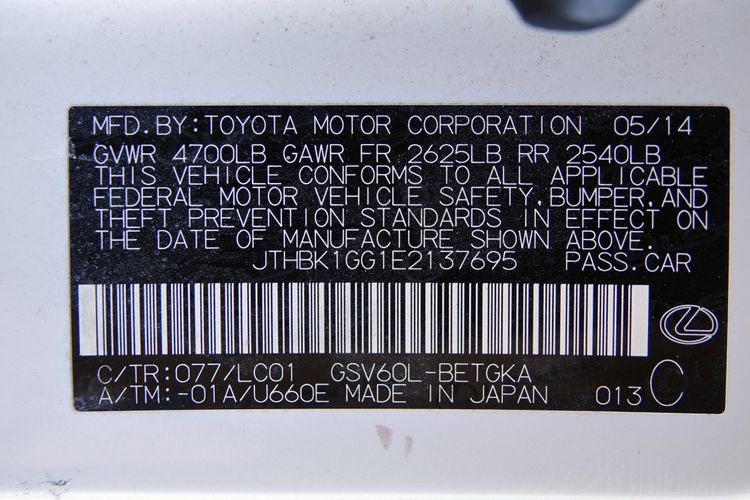 MFD.BY:TOYOTA MOTOR CORPORATION 05/14
GVWR 4700LB GAWR FR 2625LB RR 2540LB
THIS VEHICLE CONFORMS TO ALL APPLICABLE
FEDERAL MOTOR VEHICLE SAFETY,BUMPER,AND
THEFT PREVENTION STANDARDS IN EFFECT ON
THE DATE OF MANUFACTURE SHOWN ABOVE.
JTHBK1GG1E2137695 PASS.CAR
C/TR:077/LC01 GSV60L-BETGKA
A/TM:-01A/U660E MADE IN JAPAN 013 C